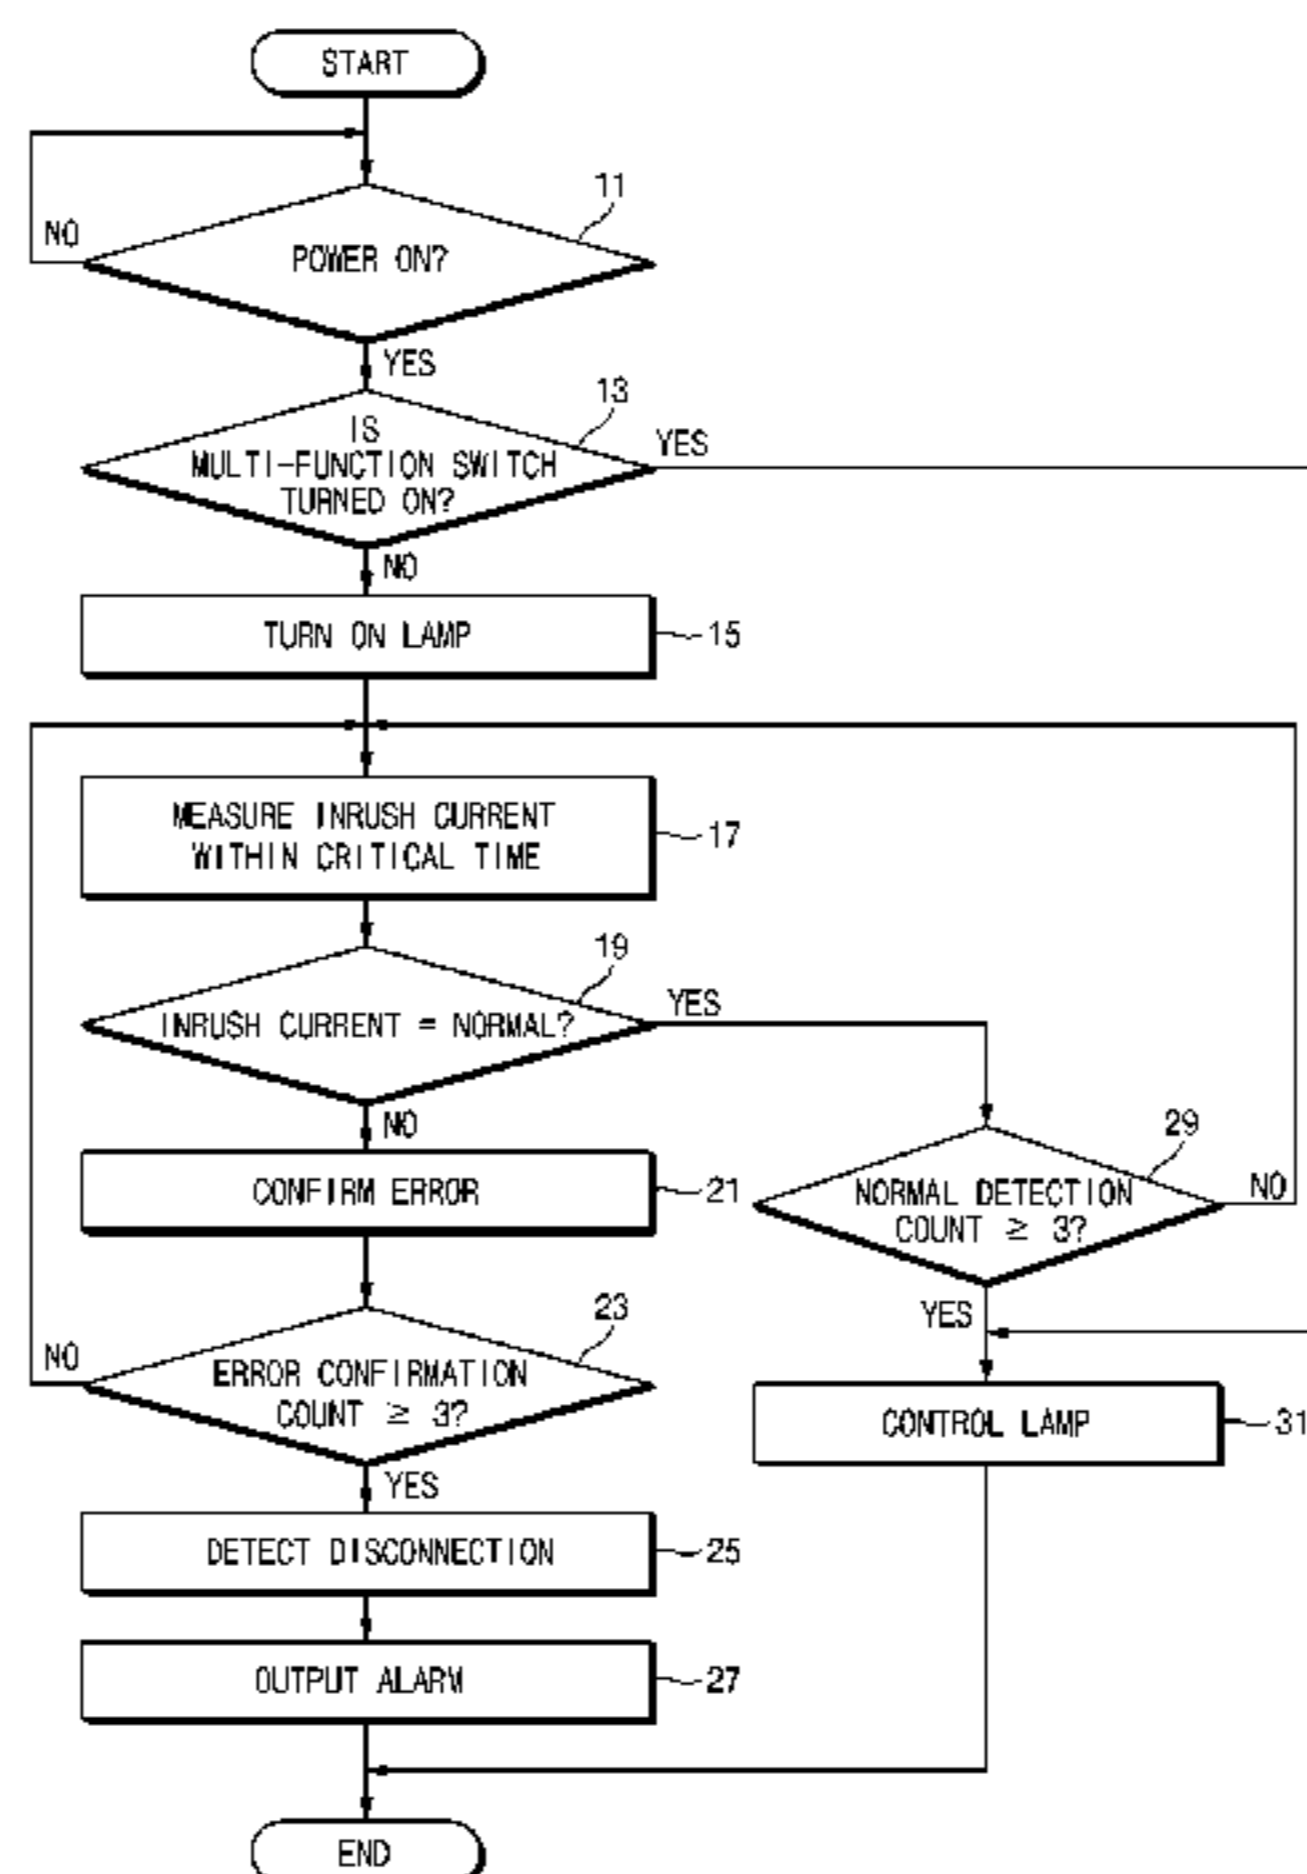 START
11
NO
POWER ON?
YES
13
IS
MULTI-FUNCTION SWITCH
TURNED ON?
YES
NO
TURN ON LAMP
15
MEASURE INRUSH CURRENT
WITHIN CRITICAL TIME
17
19
INRUSH CURRENT = NORMAL?
YES
NO
CONFIRM ERROR
21
29
NORMAL DETECTION
COUNT ≥ 3?
NO
YES
23
NO
ERROR CONFIRMATION
COUNT ≥ 3?
YES
CONTROL LAMP
31
DETECT DISCONNECTION
25
OUTPUT ALARM
27
END